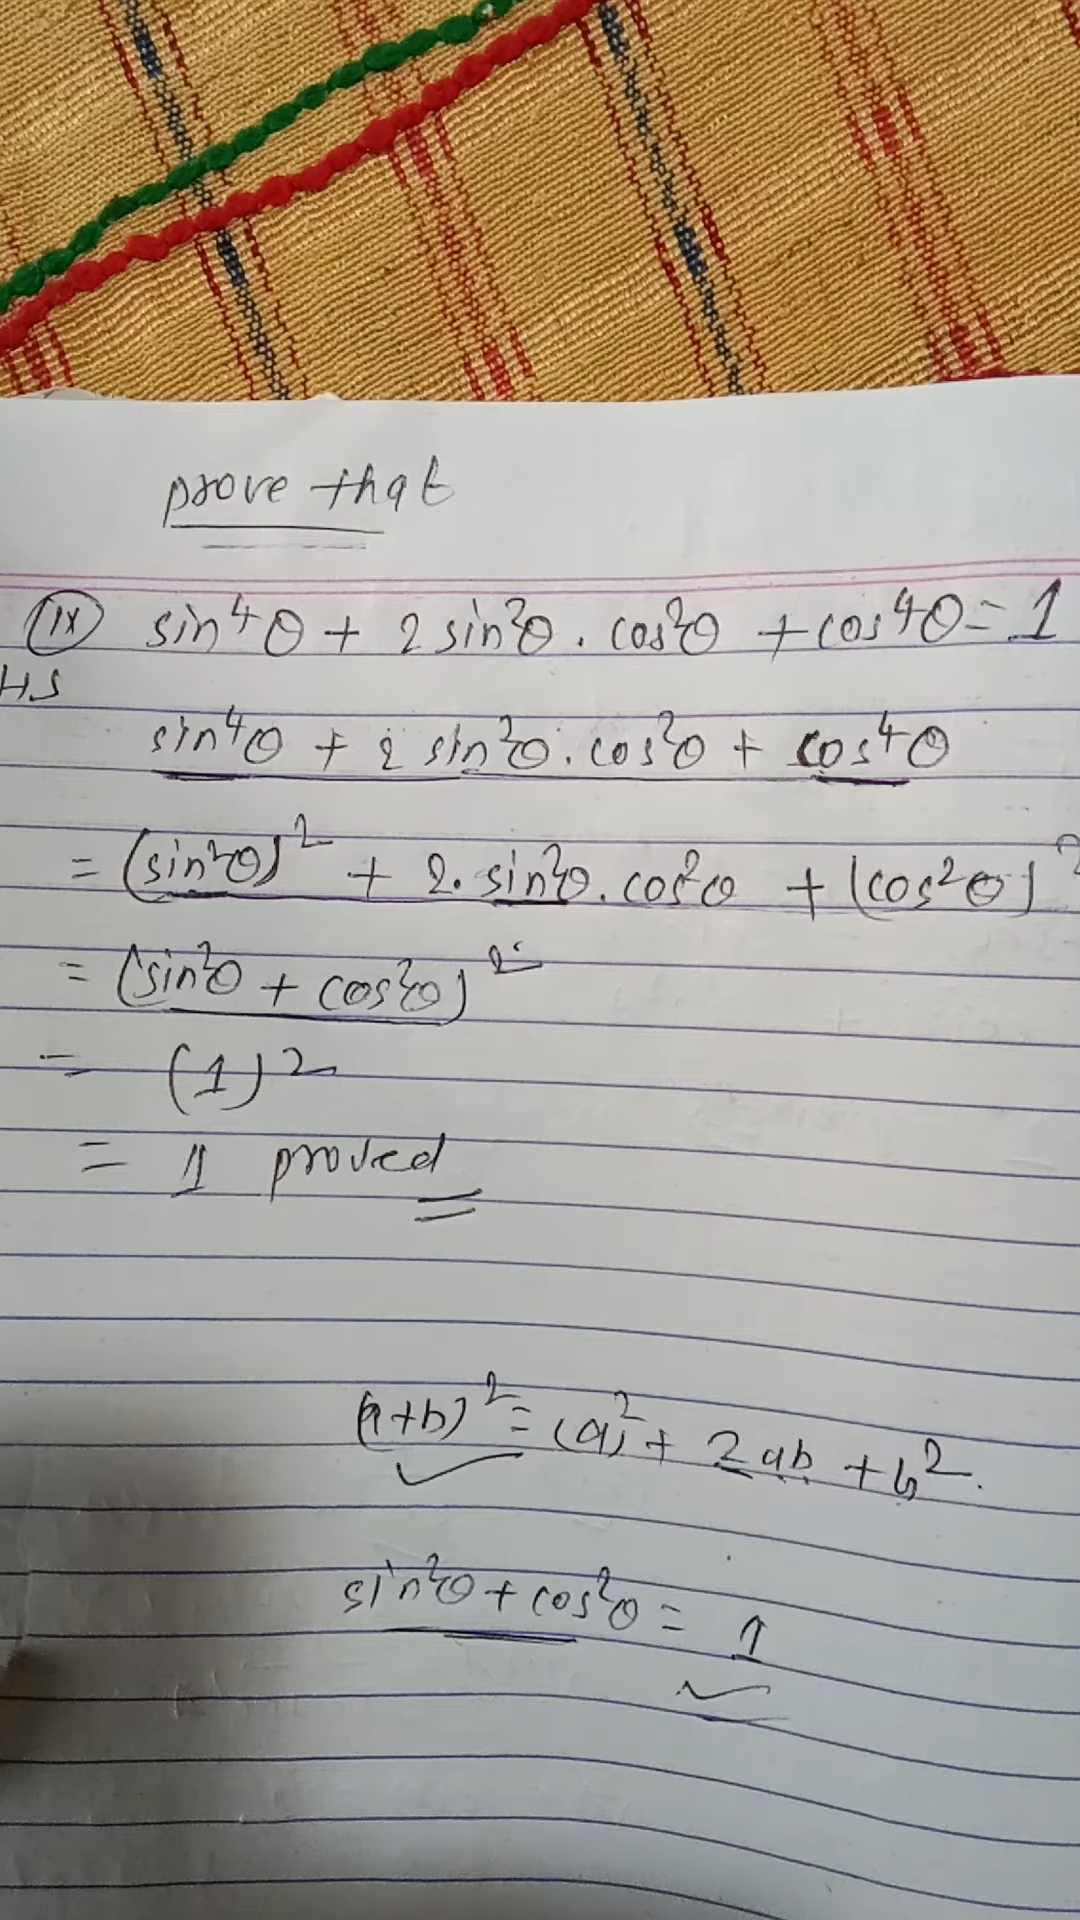 prove that
(ix) sin⁴θ + 2 sin²θ . cos²θ + cos⁴θ = 1
HS
sin⁴θ + 2 sin²θ . cos²θ + cos⁴θ
= (sin²θ)² + 2. sin²θ. cos²θ + (cos²θ)²
= (sin²θ + cos²θ)²
= (1)²
= 1 proved
(a+b)² = (a)² + 2ab + b².
sin²θ + cos²θ = 1